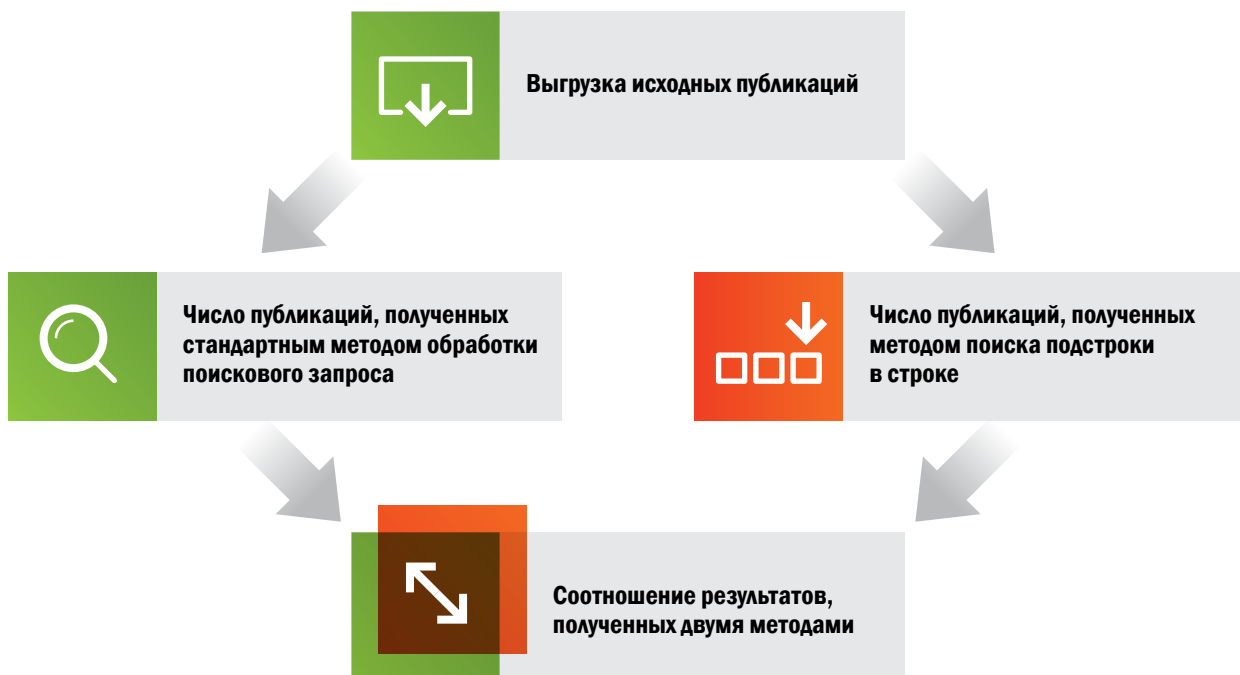 Выгрузка исходных публикаций
Число публикаций, полученных
стандартным методом обработки
поискового запроса
Число публикаций, полученных
методом поиска подстроки
в строке
Соотношение результатов,
полученных двумя методами